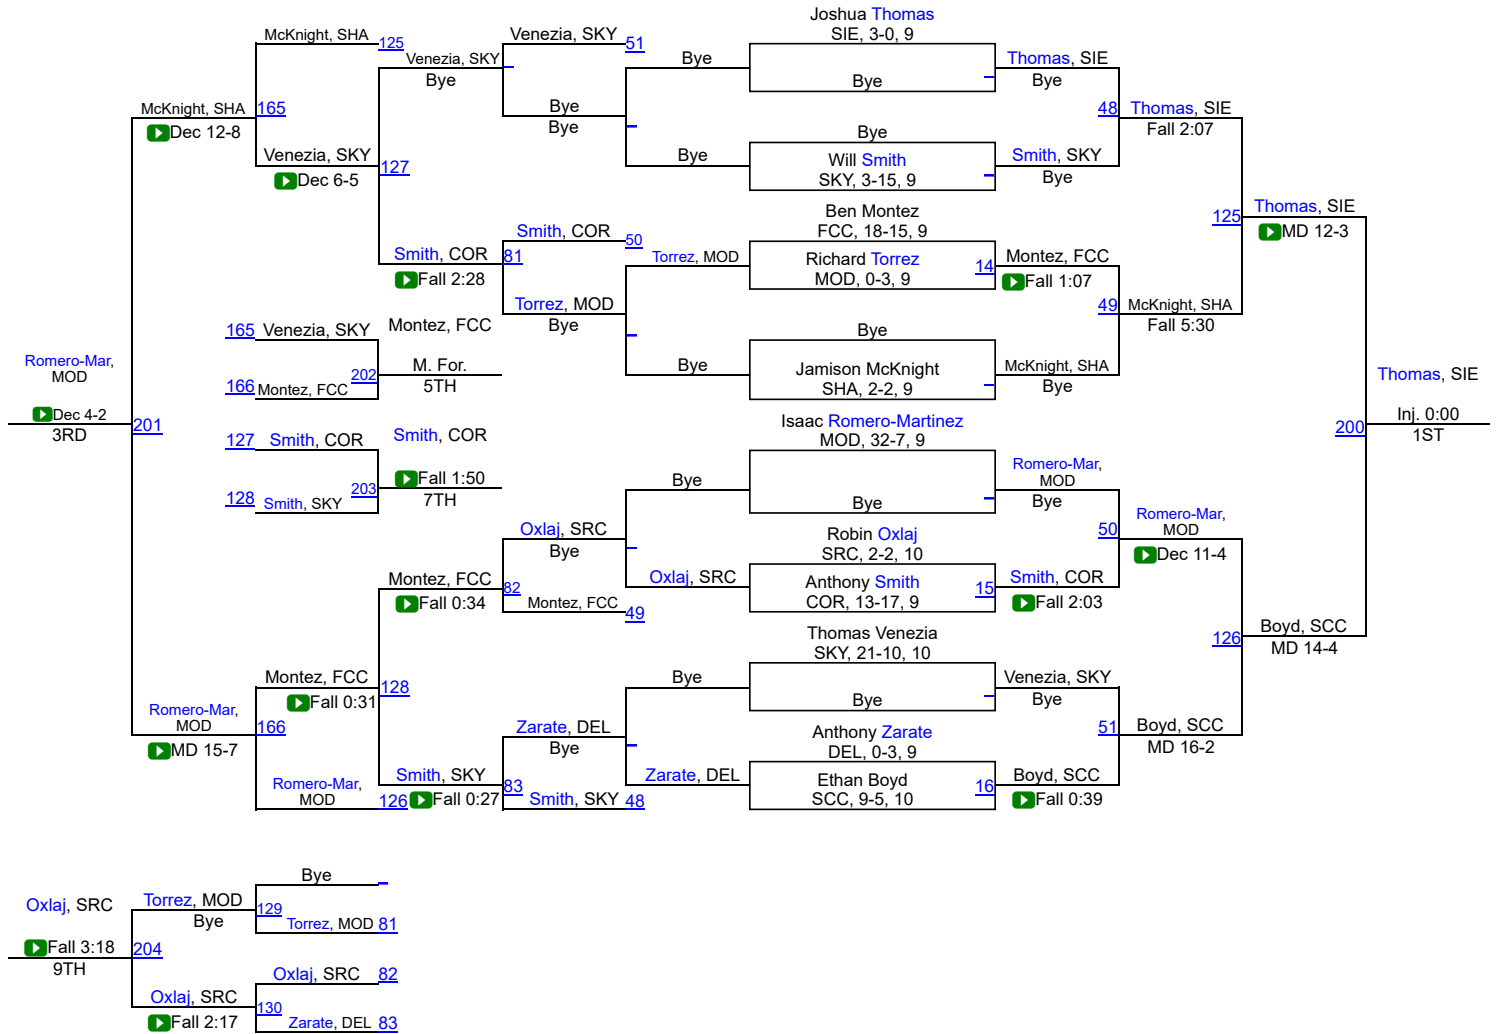 Joshua Thomas
SIE, 3-0, 9
McKnight, SHA
125
Venezia, SKY
51
Venezia, SKY
Bye
Bye
Bye
Thomas, SIE
Bye
McKnight, SHA
165
Dec 12-8
Bye
Bye
48
Thomas, SIE
Fall 2:07
Venezia, SKY
127
Dec 6-5
Bye
Bye
Will Smith
SKY, 3-15, 9
Smith, SKY
Bye
Ben Montez
FCC, 18-15, 9
125
Thomas, SIE
MD 12-3
Smith, COR
50
Smith, COR
81
Fall 2:28
Torrez, MOD
Richard Torrez
MOD, 0-3, 9
14
Montez, FCC
Fall 1:07
Torrez, MOD
Bye
49
McKnight, SHA
Fall 5:30
165
Venezia, SKY
Montez, FCC
Bye
Romero-Mar,
MOD
166
Montez, FCC
202
M. For.
5TH
Bye
Jamison McKnight
SHA, 2-2, 9
McKnight, SHA
Bye
Thomas, SIE
Dec 4-2
3RD
201
Inj. 0:00
1ST
200
127
Smith, COR
Smith, COR
Isaac Romero-Martinez
MOD, 32-7, 9
128
Smith, SKY
203
Fall 1:50
7TH
Bye
Bye
Romero-Mar,
MOD
Bye
Oxlaj, SRC
Bye
Robin Oxlaj
SRC, 2-2, 10
50
Romero-Mar,
MOD
Dec 11-4
Montez, FCC
82
Fall 0:34
Oxlaj, SRC
Anthony Smith
COR, 13-17, 9
15
Smith, COR
Fall 2:03
Montez, FCC
49
Thomas Venezia
SKY, 21-10, 10
126
Boyd, SCC
MD 14-4
Montez, FCC
128
Fall 0:31
Bye
Bye
Venezia, SKY
Bye
Romero-Mar,
MOD
166
MD 15-7
Zarate, DEL
Bye
Anthony Zarate
DEL, 0-3, 9
51
Boyd, SCC
MD 16-2
Romero-Mar,
MOD
126
Smith, SKY
83
Fall 0:27
Smith, SKY
48
Zarate, DEL
Ethan Boyd
SCC, 9-5, 10
16
Boyd, SCC
Fall 0:39
Bye
Oxlaj, SRC
Torrez, MOD
Bye
129
Torrez, MOD
81
Fall 3:18
9TH
204
Oxlaj, SRC
82
Oxlaj, SRC
130
Fall 2:17
Zarate, DEL
83